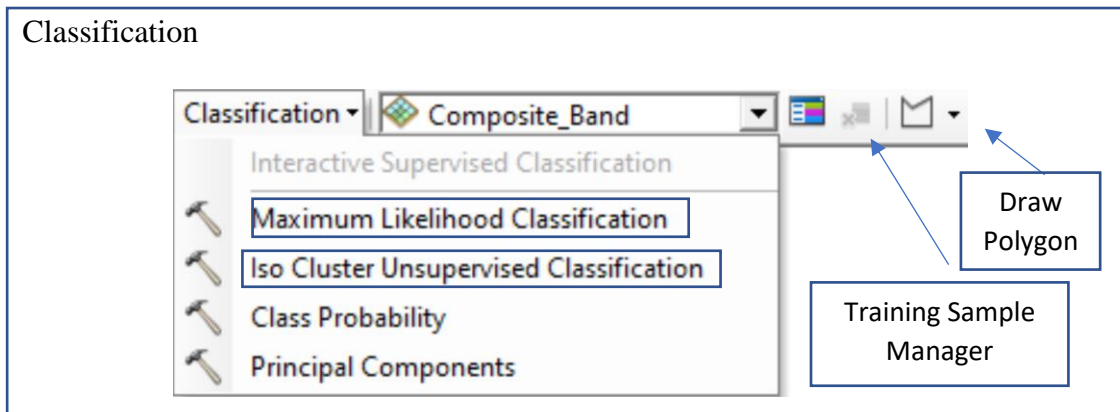 Classification
Classification Composite_Band
Interactive Supervised Classification
Maximum Likelihood Classification
Iso Cluster Unsupervised Classification
Class Probability
Principal Components
Draw
Polygon
Training Sample
Manager